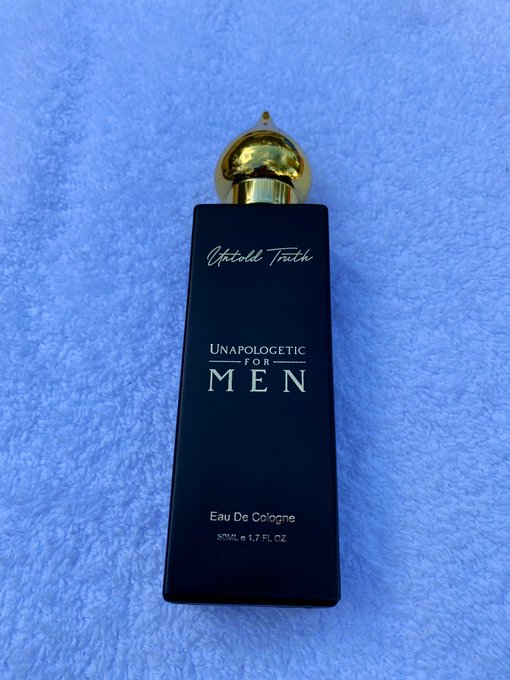 Untold Truth
UNAPOLOGETIC
FOR
MEN
Eau De Cologne
50ML e 1.7 FL OZ